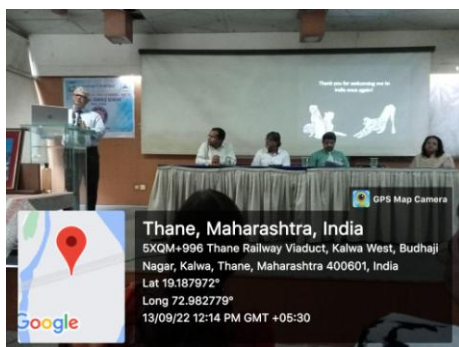 Thank you for welcoming me to
India once again!
GPS Map Camera
Thane, Maharashtra, India
5XQM+996 Thane Railway Viaduct, Kalwa West, Budhaji
Nagar, Kalwa, Thane, Maharashtra 400601, India
Lat 19.187972°
Long 72.982779°
13/09/22 12:14 PM GMT +05:30
Google